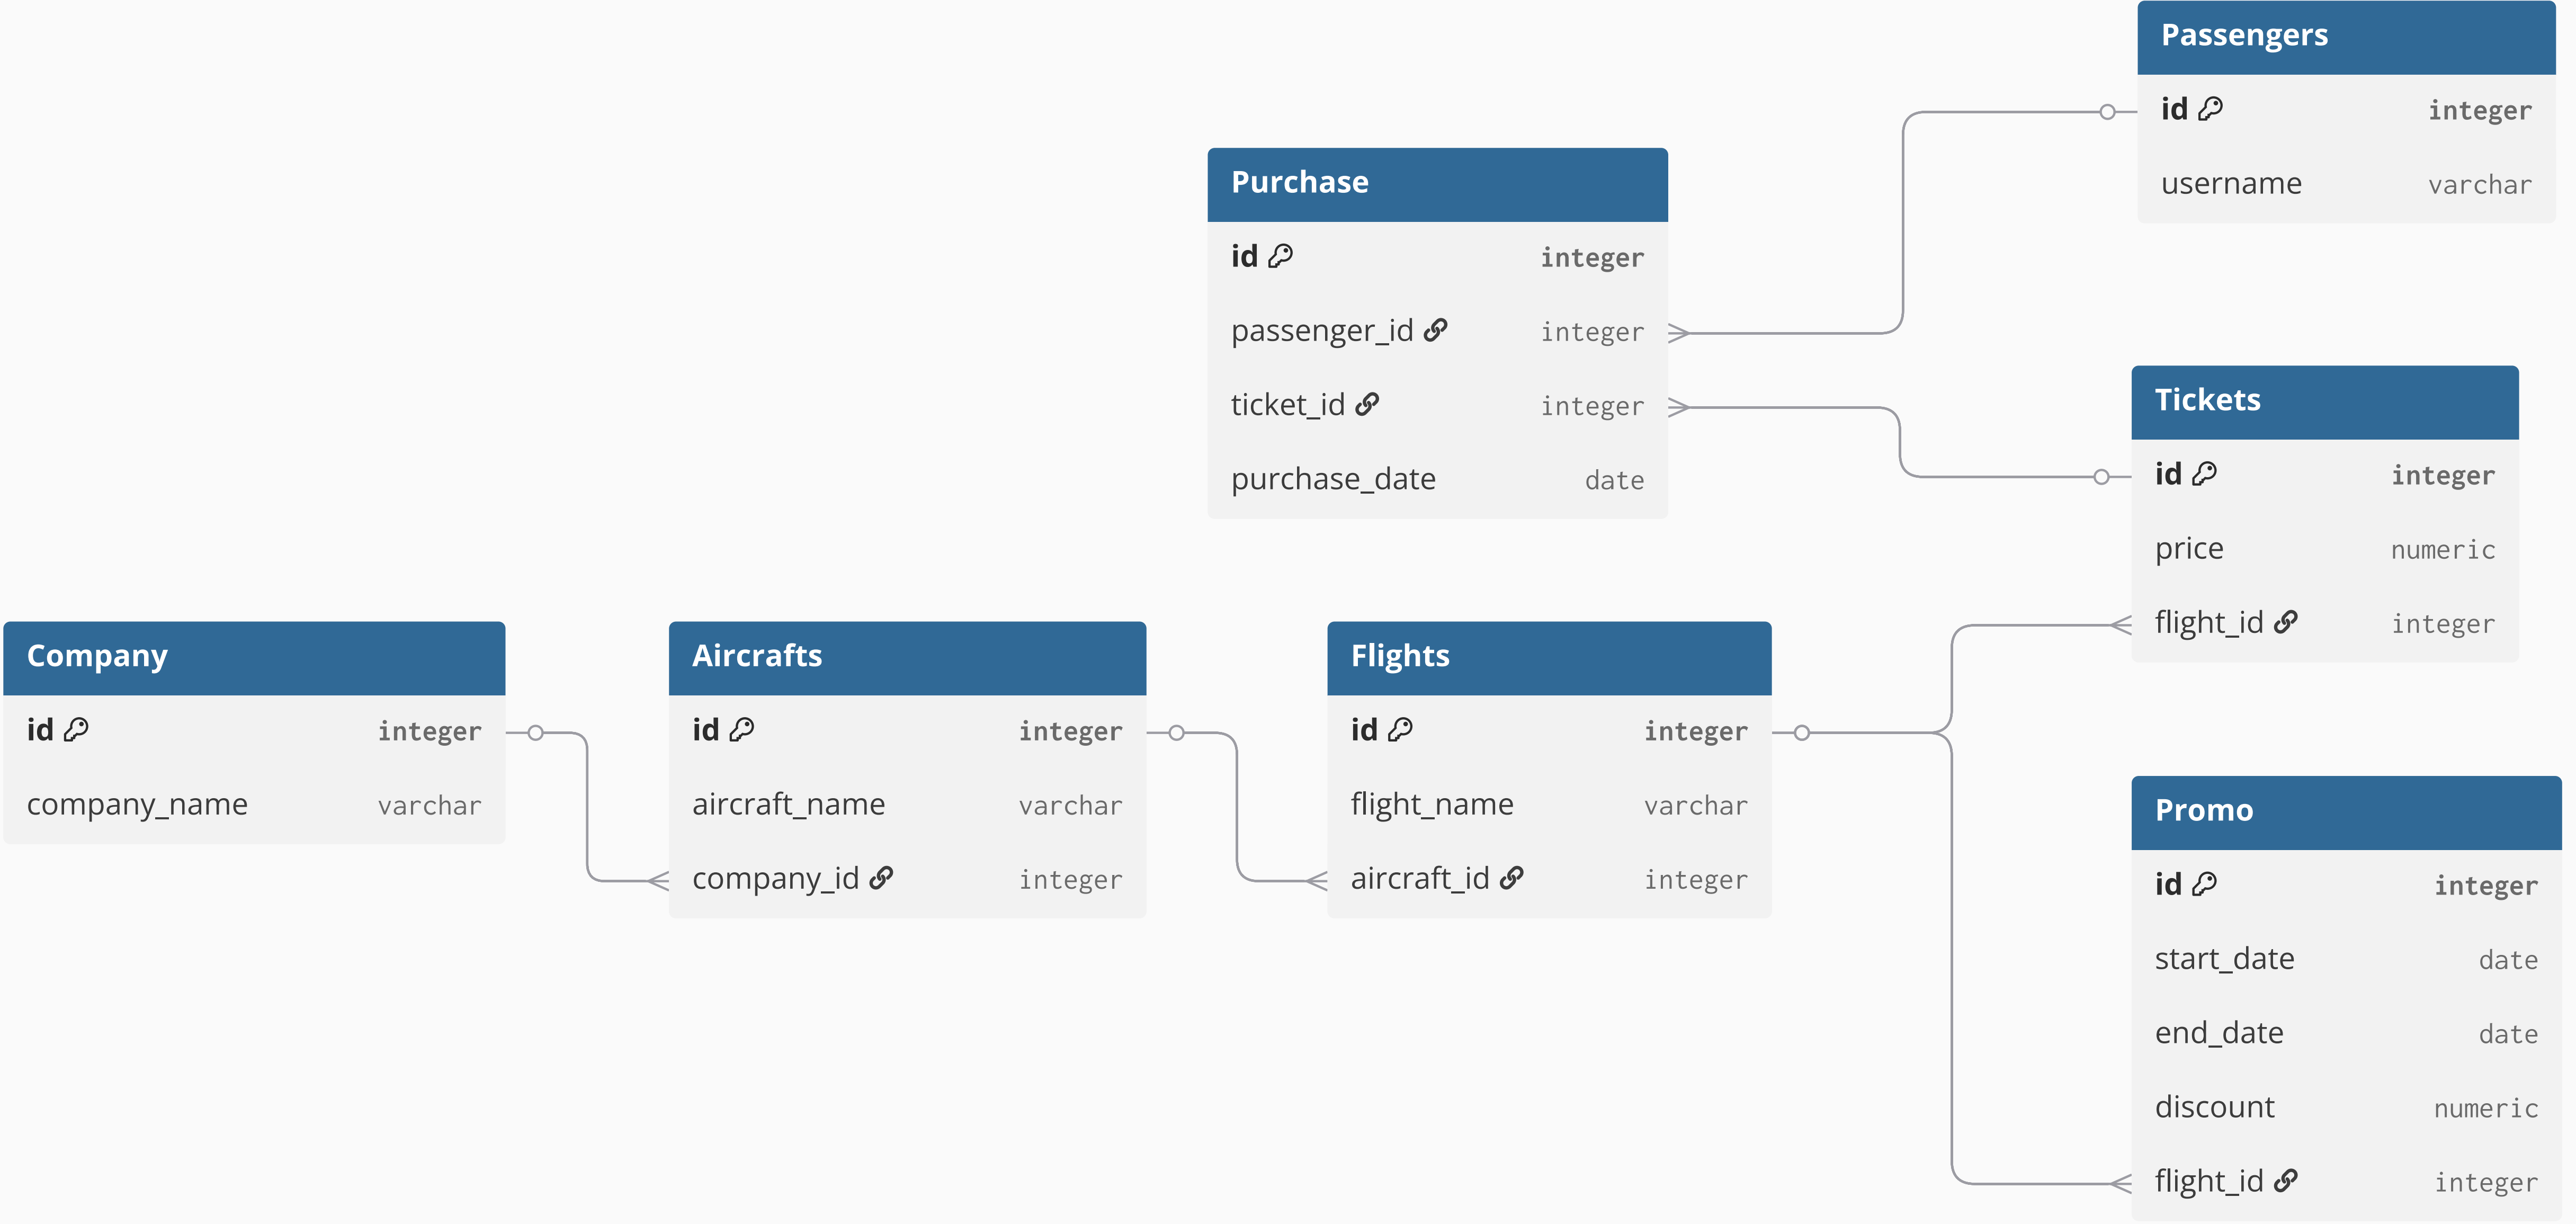 Passengers
id integer
username varchar
Purchase
id integer
passenger_id integer
ticket_id integer
purchase_date date
Tickets
id integer
price numeric
flight_id integer
Company
id integer
company_name varchar
Aircrafts
id integer
aircraft_name varchar
company_id integer
Flights
id integer
flight_name varchar
aircraft_id integer
Promo
id integer
start_date date
end_date date
discount numeric
flight_id integer